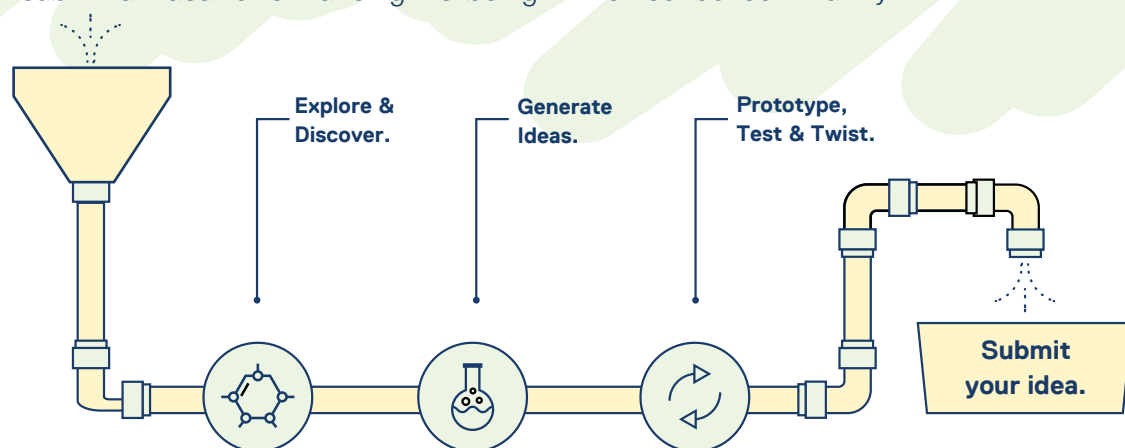 Explore &
Discover.
Generate
Ideas.
Prototype,
Test & Twist.
Submit
your idea.